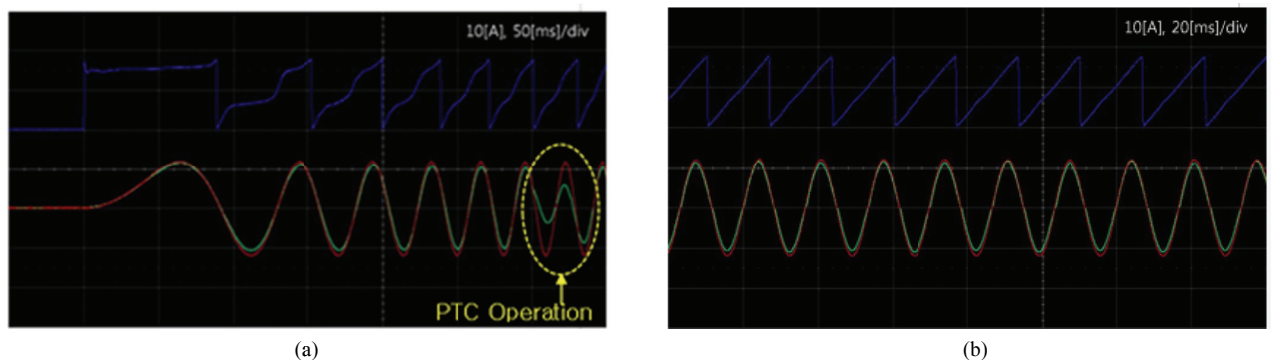 10[A], 50[ms]/div
10[A], 20[ms]/div
PTC Operation
(a)
(b)